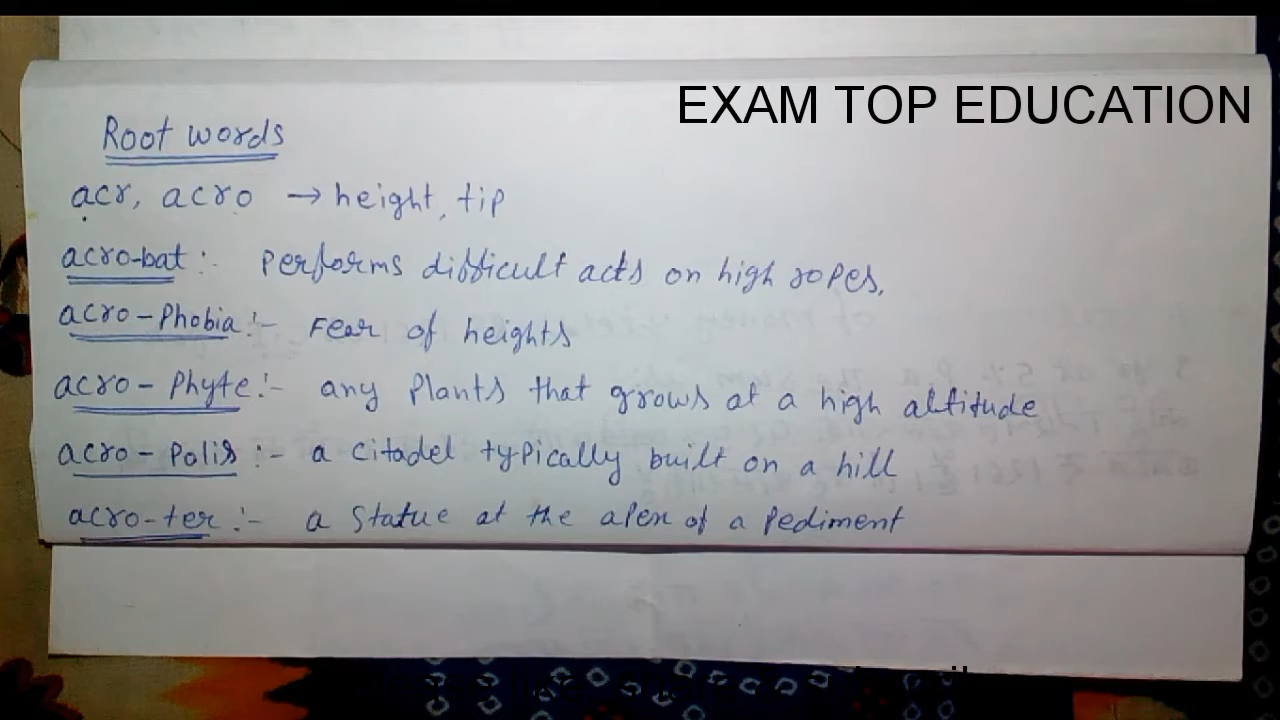 EXAM TOP EDUCATION
Root words
acr, acro → height, tip
acro-bat :- Performs difficult acts on high ropes.
acro-Phobia :- Fear of heights
acro-Phyte :- any Plants that grows at a high altitude
acro-Polis :- a citadel typically built on a hill
acro-ter :- a statue at the apex of a Pediment